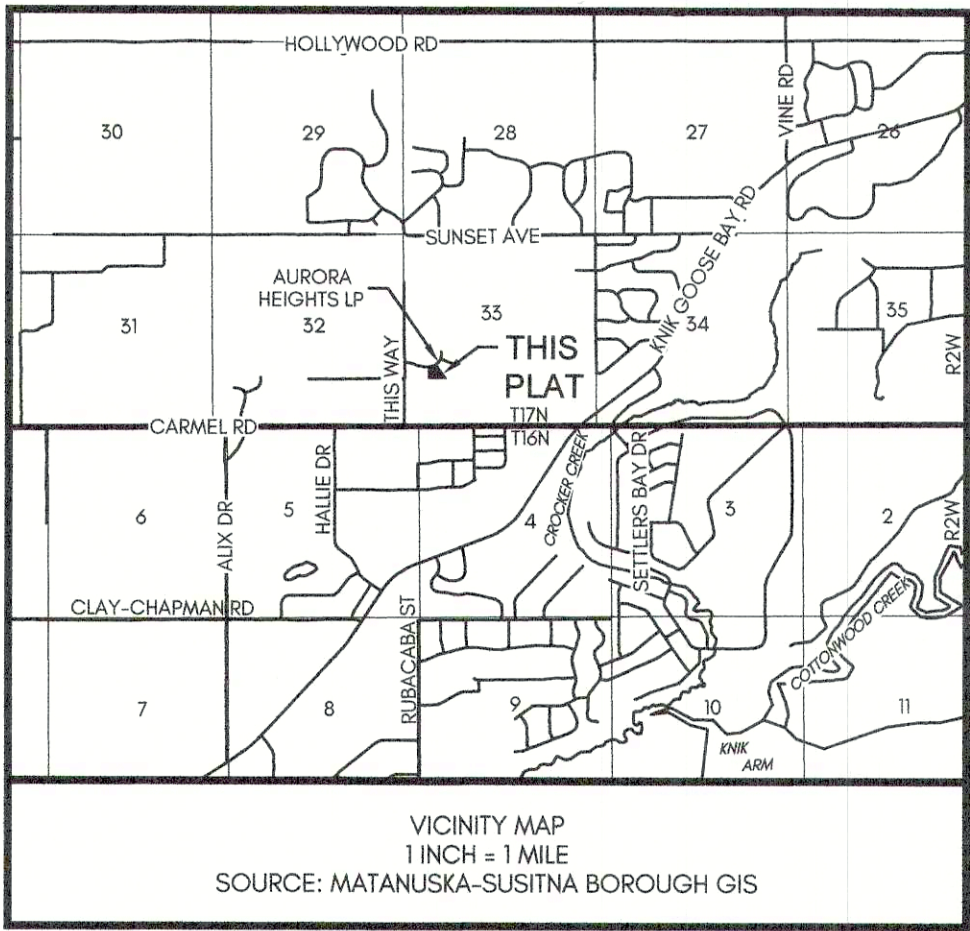 HOLLYWOOD RD
VINE RD
30
29
28
27
26
SUNSET AVE
KNIK GOOSE BAY RD
AURORA
HEIGHTS LP
31
32
33
34
35
R2W
THIS WAY
THIS
PLAT
T17N
T16N
CARMEL RD
6
ALIX DR
5
HALLIE DR
4
CROCKER CREEK
SETTLERS BAY DR
3
2
R2W
CLAY-CHAPMAN RD
RUBACABA ST
COTTONWOOD CREEK
7
8
9
10
11
KNIK
ARM
VICINITY MAP
1 INCH = 1 MILE
SOURCE: MATANUSKA-SUSITNA BOROUGH GIS